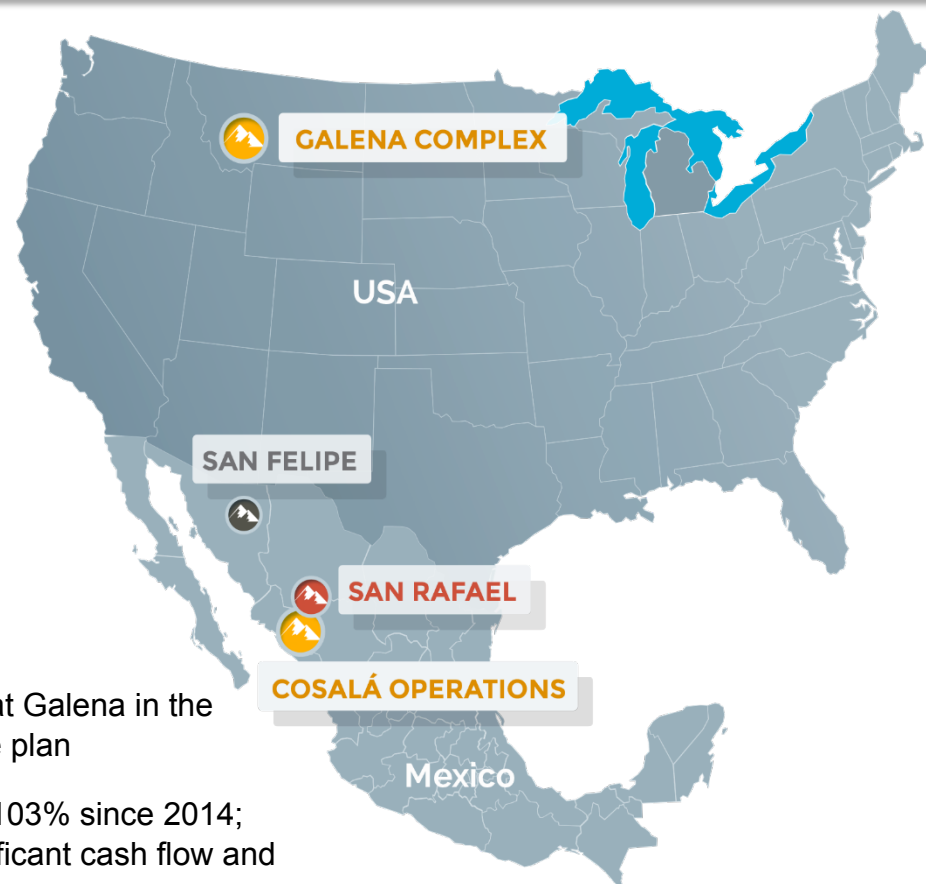 GALENA COMPLEX
USA
SAN FELIPE
SAN RAFAEL
COSALÁ OPERATIONS
Mexico
at Galena in the
plan
103% since 2014;
cash flow and